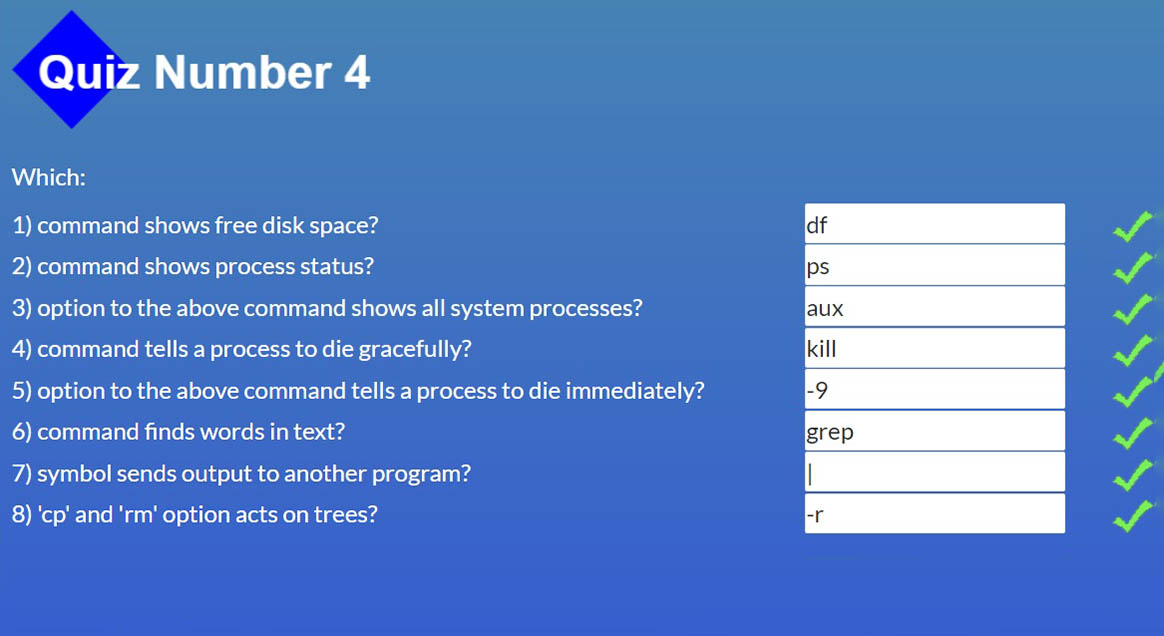 Quiz Number 4
Which:
1) command shows free disk space? df
2) command shows process status? ps
3) option to the above command shows all system processes? aux
4) command tells a process to die gracefully? kill
5) option to the above command tells a process to die immediately? -9
6) command finds words in text? grep
7) symbol sends output to another program? |
8) 'cp' and 'rm' option acts on trees? -r